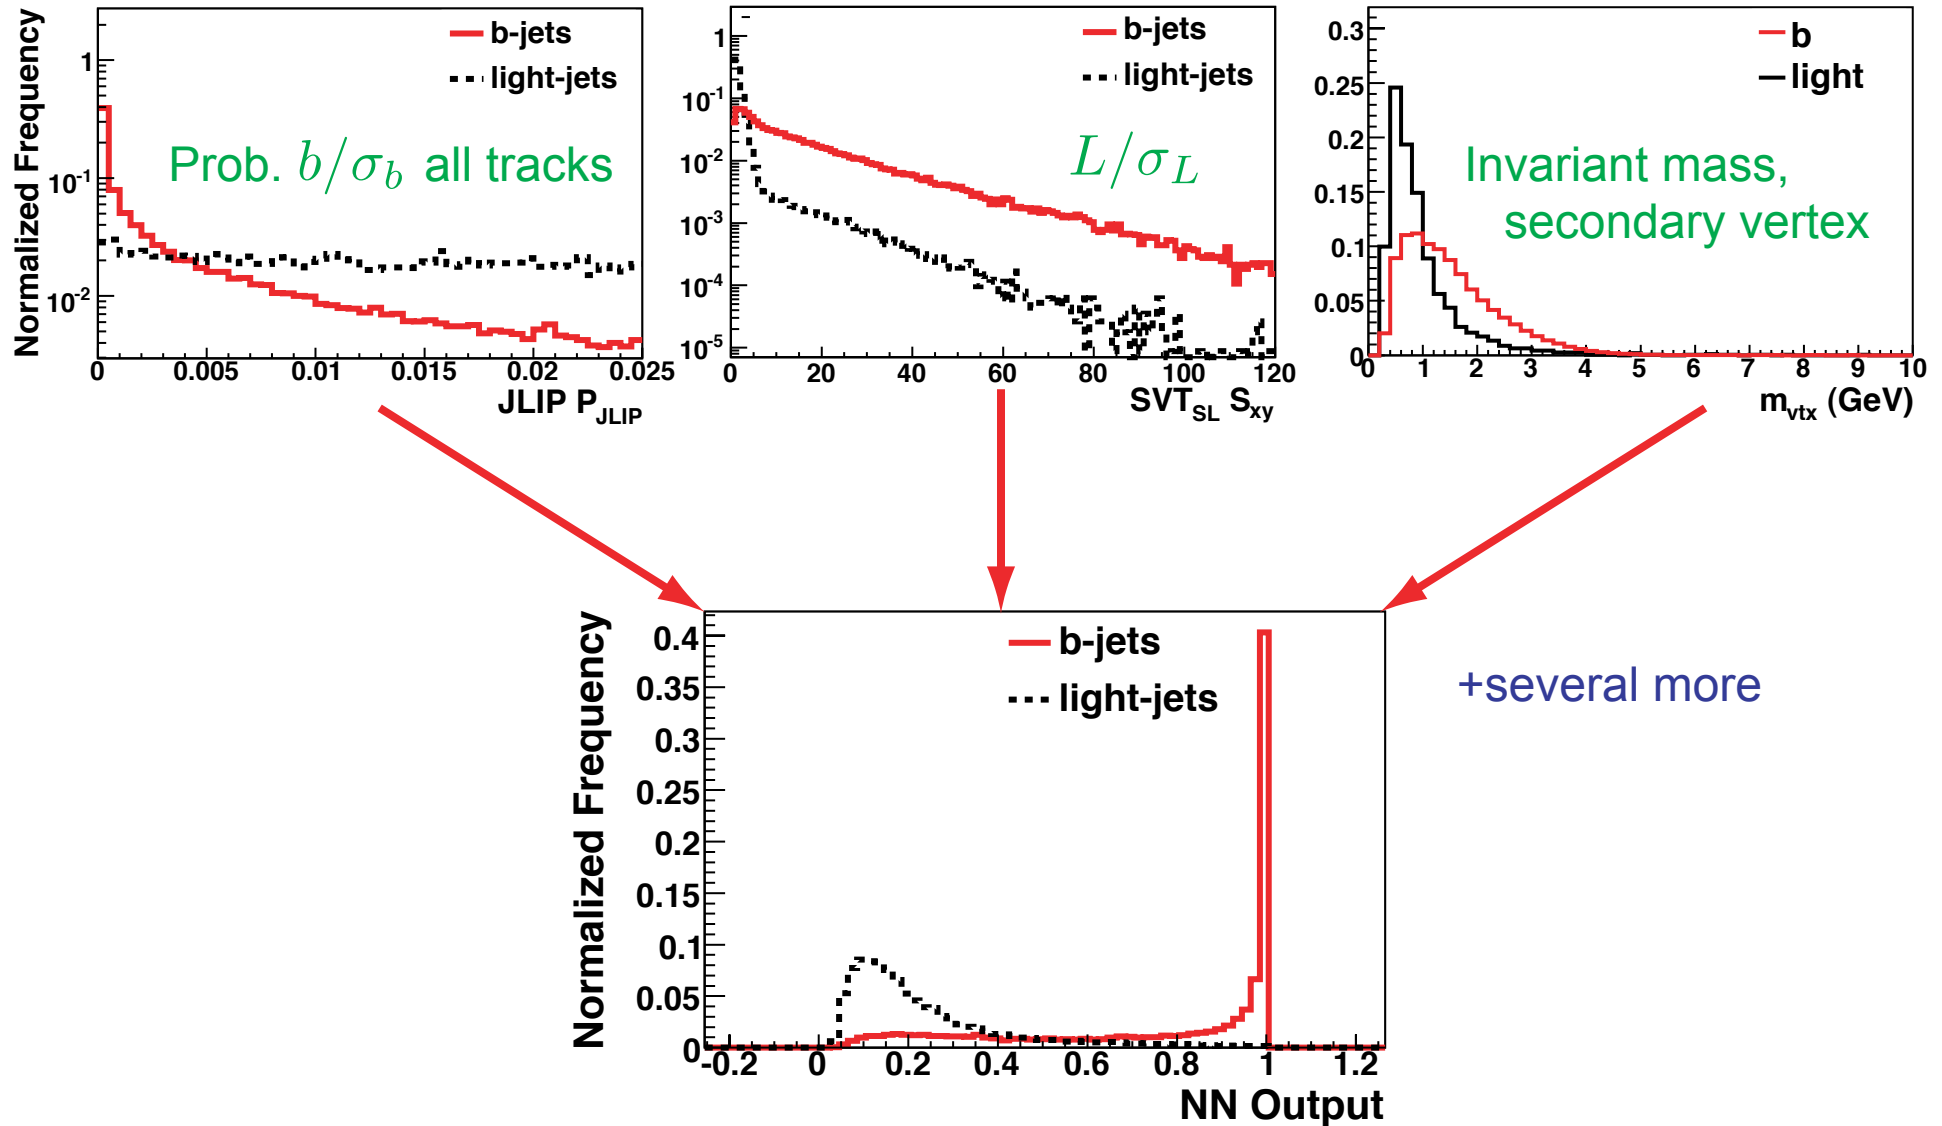 Normalized Frequency
1
10^-1
10^-2
b-jets
light-jets
Prob. b/σ_b all tracks
0 0.005 0.01 0.015 0.02 0.025
JLIP P_JLIP
1
10^-1
10^-2
10^-3
10^-4
10^-5
b-jets
light-jets
L/σ_L
0 20 40 60 80 100 120
SVT_SL S_xy
0.3
0.25
0.2
0.15
0.1
0.05
0
b
light
Invariant mass,
secondary vertex
0 1 2 3 4 5 6 7 8 9 10
m_vtx (GeV)
Normalized Frequency
0.4
0.35
0.3
0.25
0.2
0.15
0.1
0.05
0
b-jets
light-jets
-0.2 0 0.2 0.4 0.6 0.8 1 1.2
NN Output
+several more